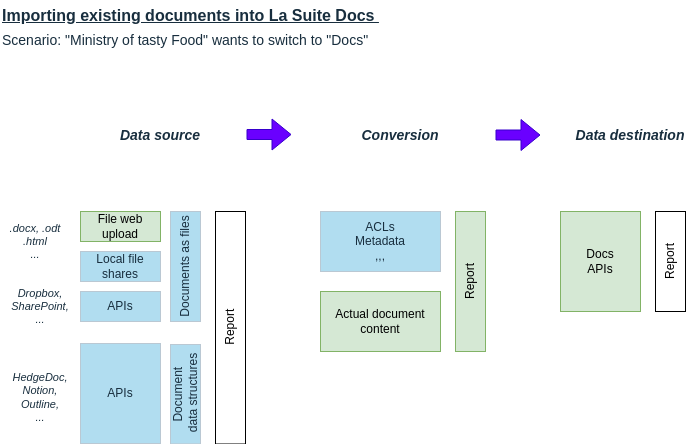 Importing existing documents into La Suite Docs
Scenario: "Ministry of tasty Food" wants to switch to "Docs"
Data source
Conversion
Data destination
.docx, .odt
.html
...
File web
upload
Local file
shares
Dropbox,
SharePoint,
...
APIs
Documents as files
HedgeDoc,
Notion,
Outline,
...
APIs
Document
data structures
Report
ACLs
Metadata
,,,
Actual document
content
Report
Docs
APIs
Report